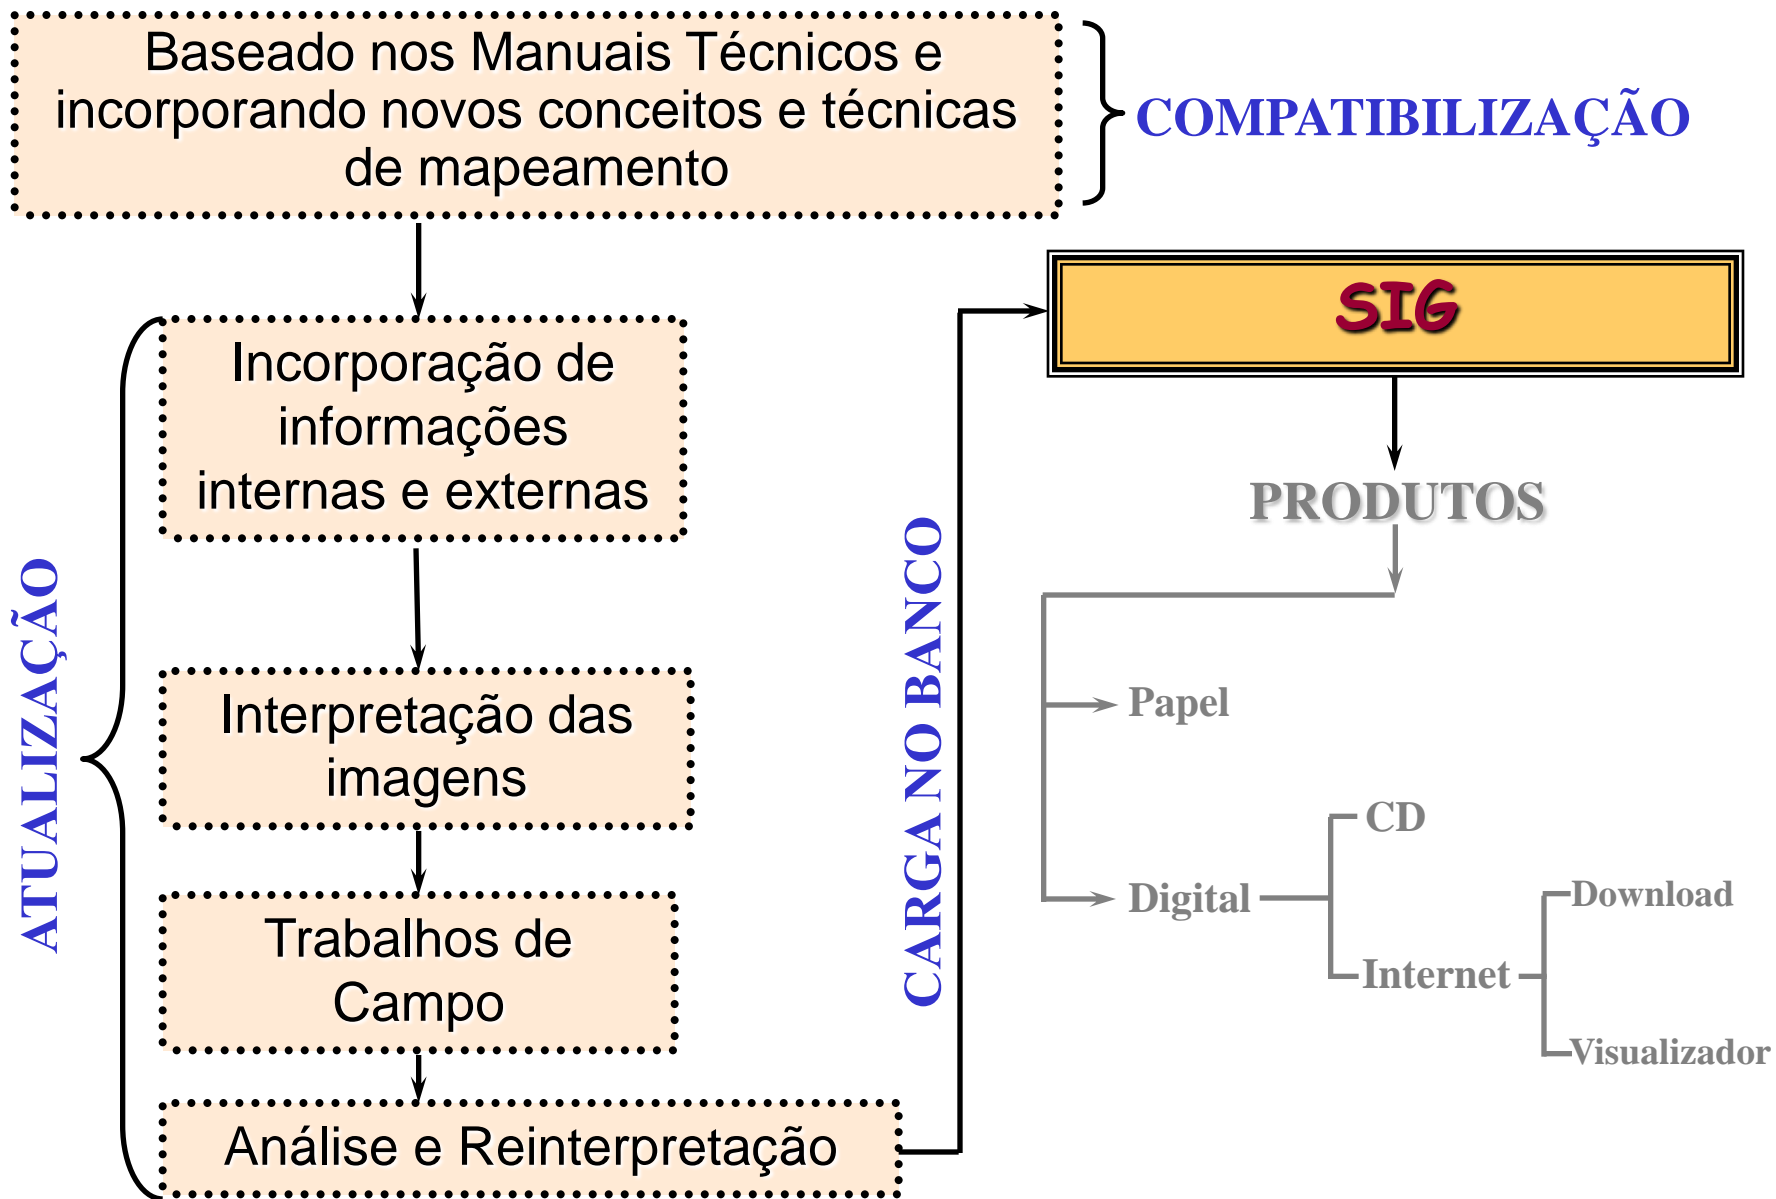 Baseado nos Manuais Técnicos e
incorporando novos conceitos e técnicas
de mapeamento
COMPATIBILIZAÇÃO
Incorporação de
informações
internas e externas
Interpretação das
imagens
Trabalhos de
Campo
Análise e Reinterpretação
ATUALIZAÇÃO
CARGA NO BANCO
SIG
PRODUTOS
Papel
Digital
CD
Internet
Download
Visualizador